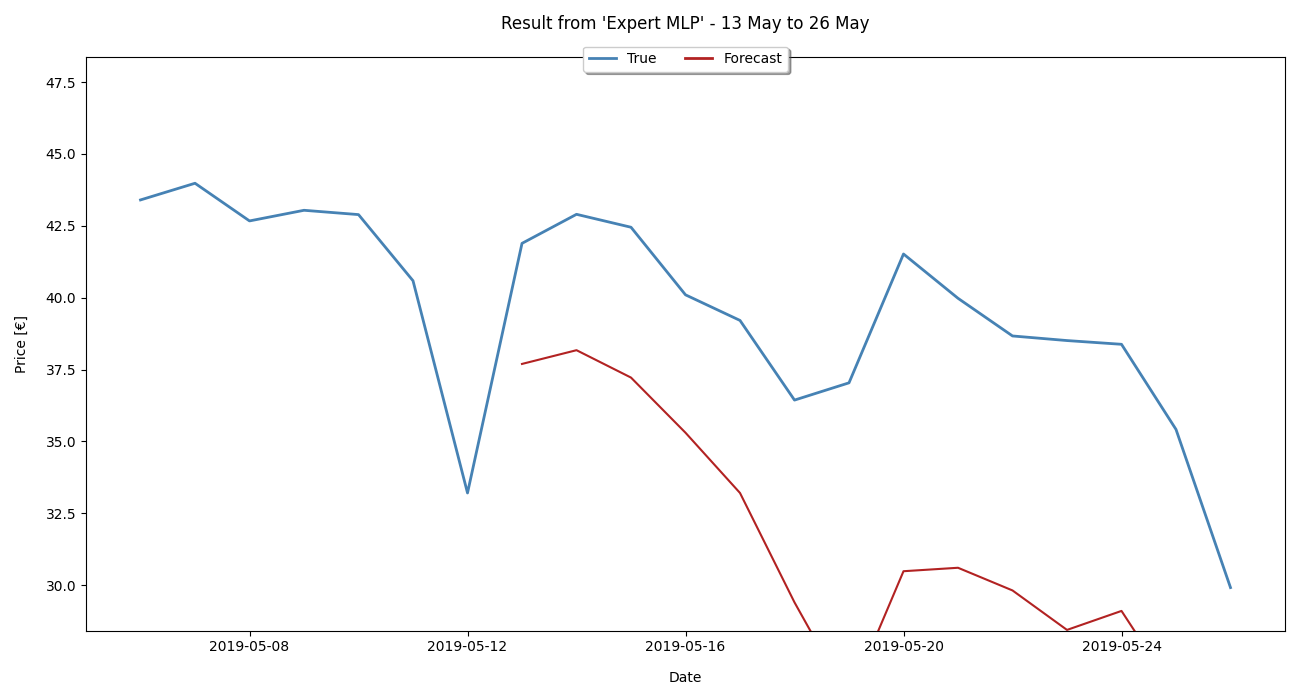 Result from 'Expert MLP' - 13 May to 26 May
True Forecast
47.5
45.0
42.5
40.0
37.5
35.0
32.5
30.0
Price [€]
2019-05-08 2019-05-12 2019-05-16 2019-05-20 2019-05-24
Date